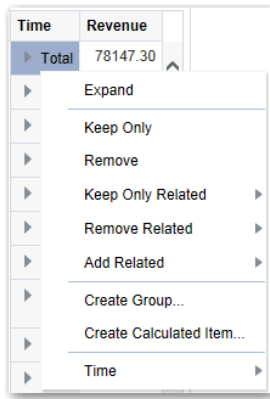 Time Revenue
Total 78147.30
Expand
Keep Only
Remove
Keep Only Related
Remove Related
Add Related
Create Group...
Create Calculated Item...
Time